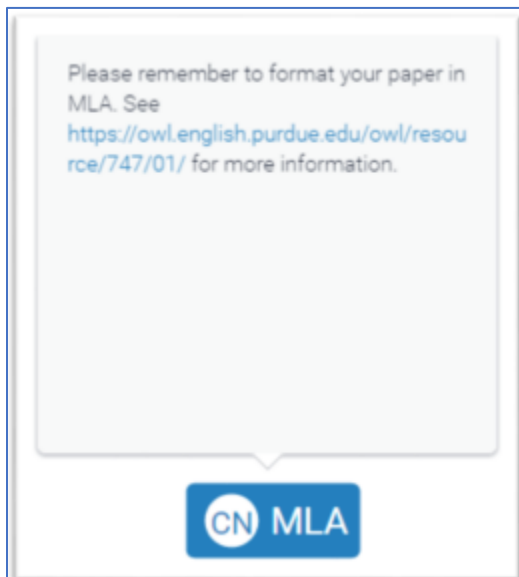 Please remember to format your paper in
MLA. See
https://owl.english.purdue.edu/owl/resou
rce/747/01/ for more information.
CN MLA